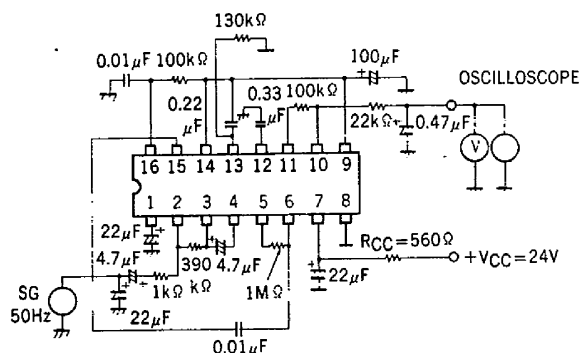 130kΩ
0.01μF 100kΩ
100μF
OSCILLOSCOPE
0.22 μF
0.33 μF
100kΩ
22kΩ
+
0.47μF
V
16 15 14 13 12 11 10 9
1 2 3 4 5 6 7 8
22μF
4.7μF
1kΩ
390 kΩ
4.7μF
1MΩ
22μF
RCC=560Ω
+VCC=24V
SG
50Hz
22μF
0.01μF